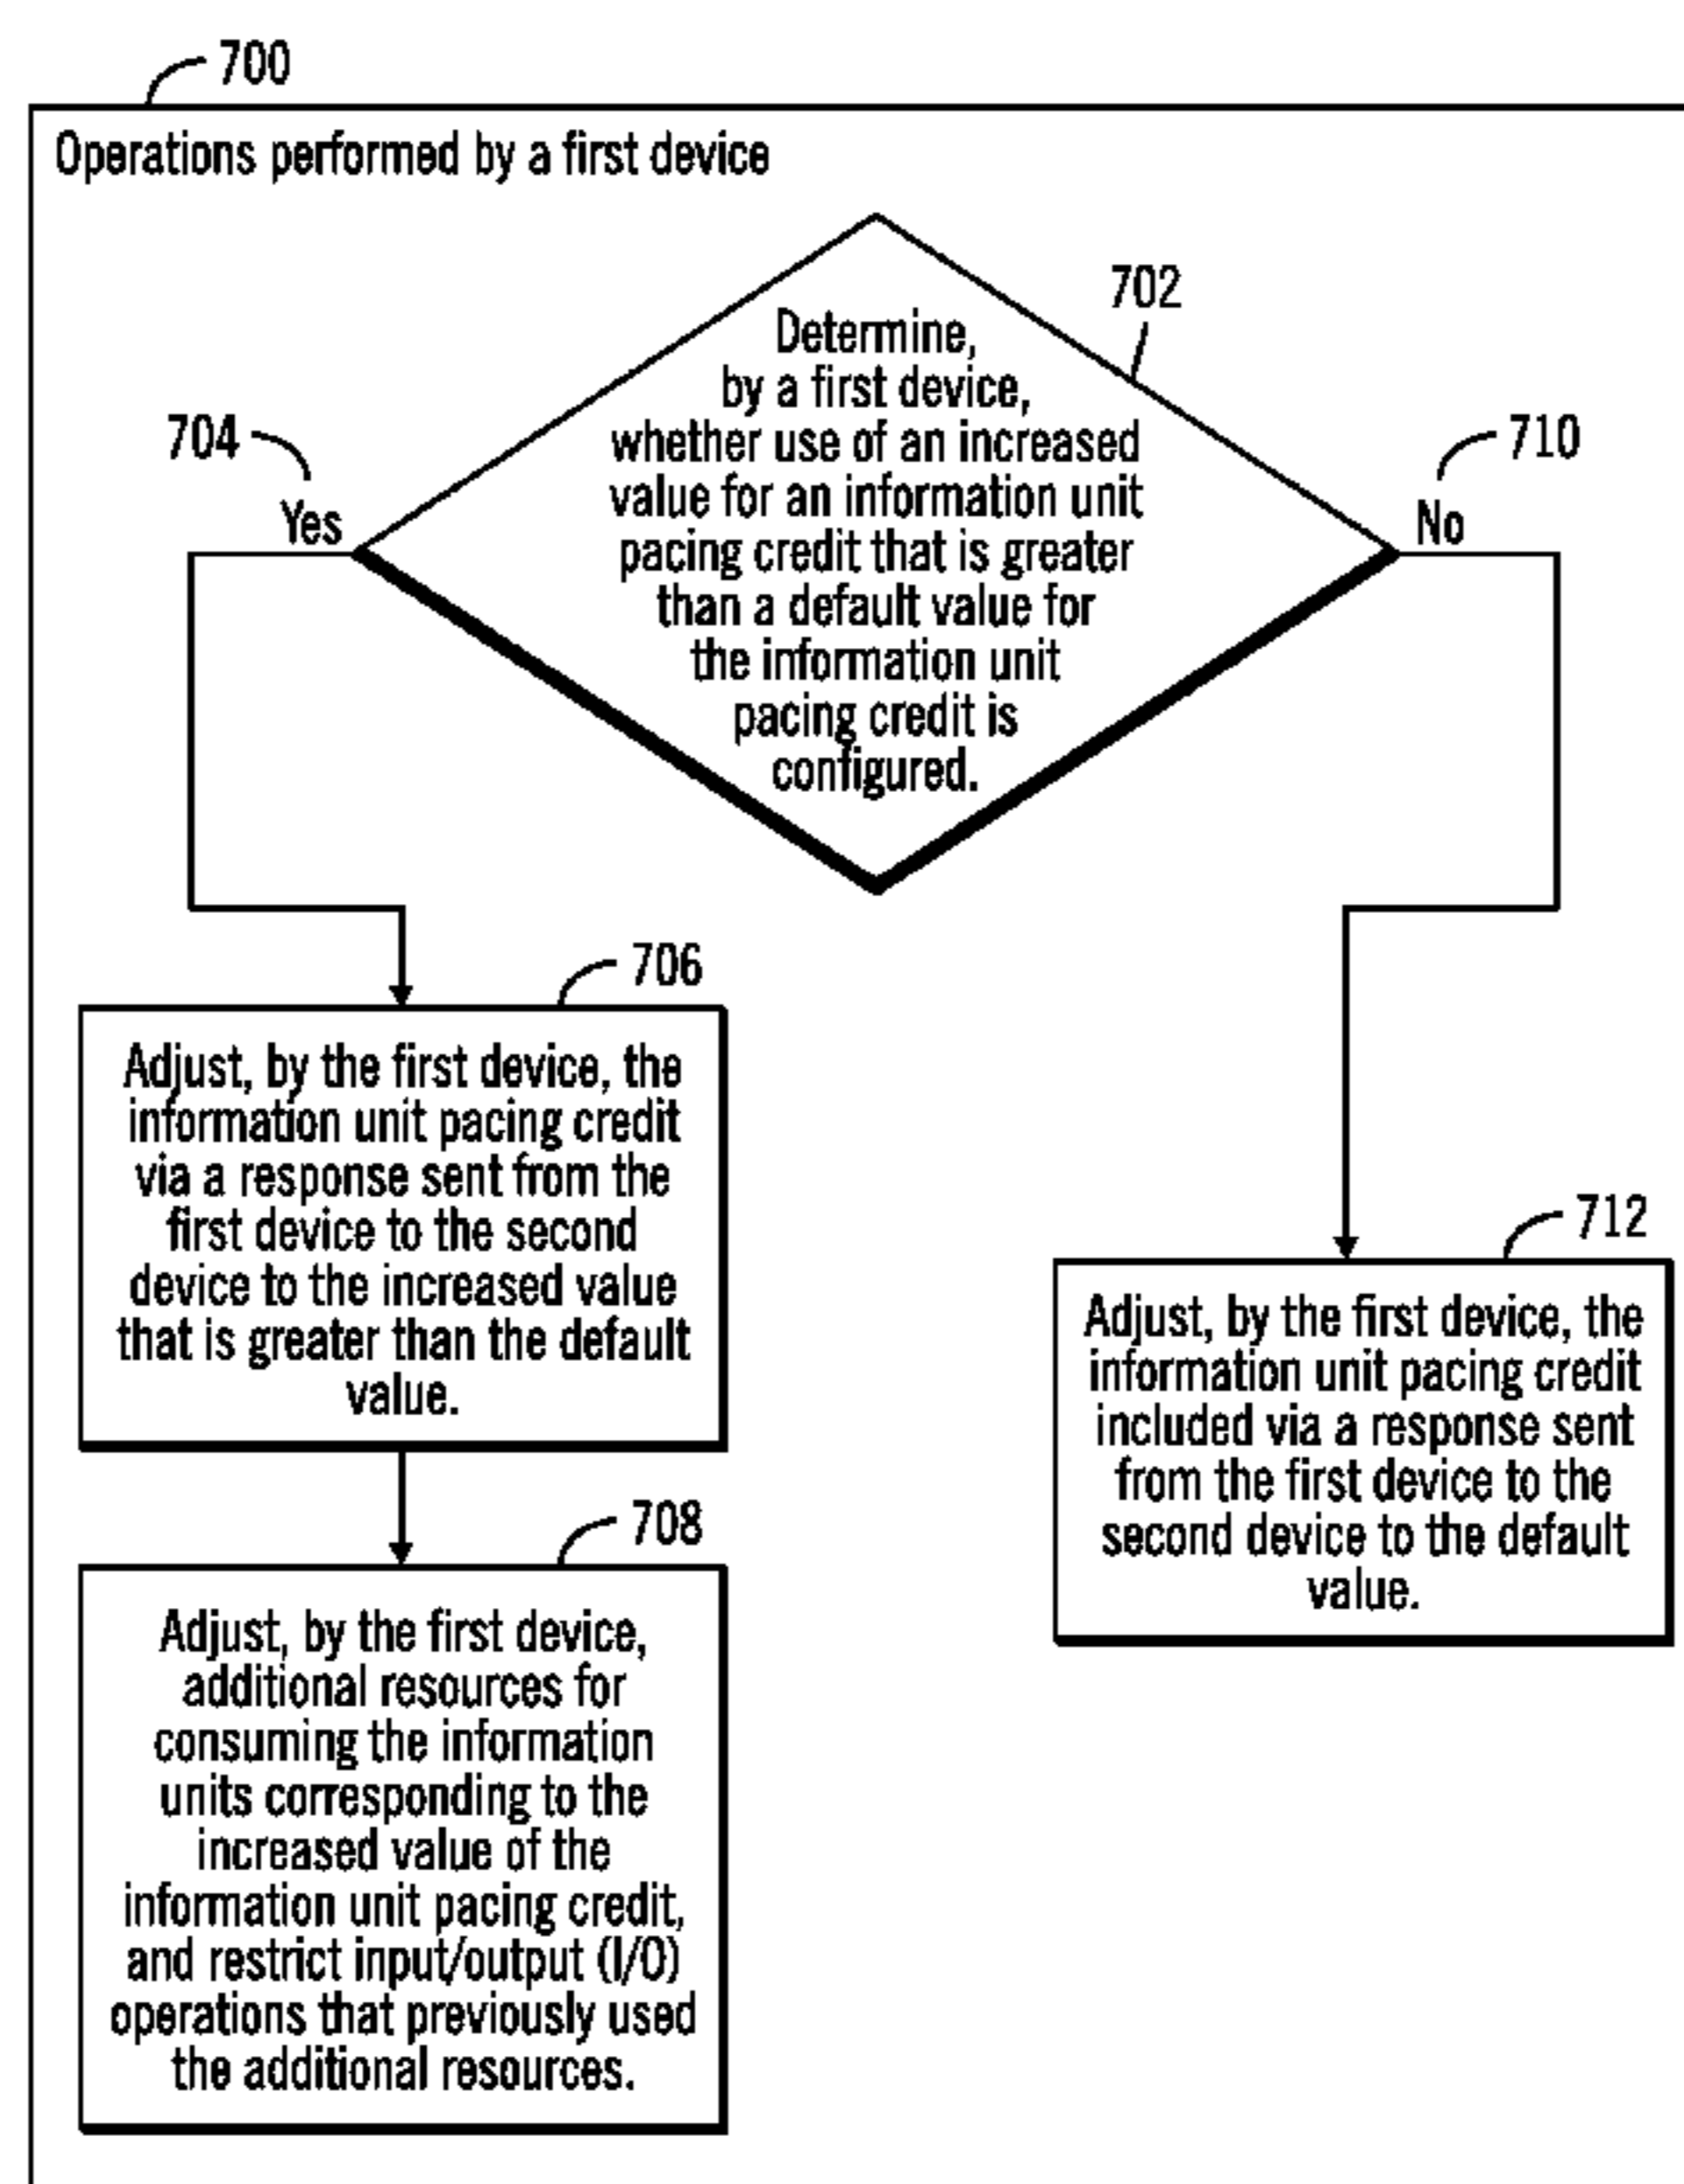 700
Operations performed by a first device
702
Determine,
by a first device,
whether use of an increased
value for an information unit
pacing credit that is greater
than a default value for
the information unit
pacing credit is
configured.
704
Yes
710
No
706
Adjust, by the first device, the
information unit pacing credit
via a response sent from the
first device to the second
device to the increased value
that is greater than the default
value.
708
Adjust, by the first device,
additional resources for
consuming the information
units corresponding to the
increased value of the
information unit pacing credit,
and restrict input/output (I/O)
operations that previously used
the additional resources.
712
Adjust, by the first device, the
information unit pacing credit
included via a response sent
from the first device to the
second device to the default
value.